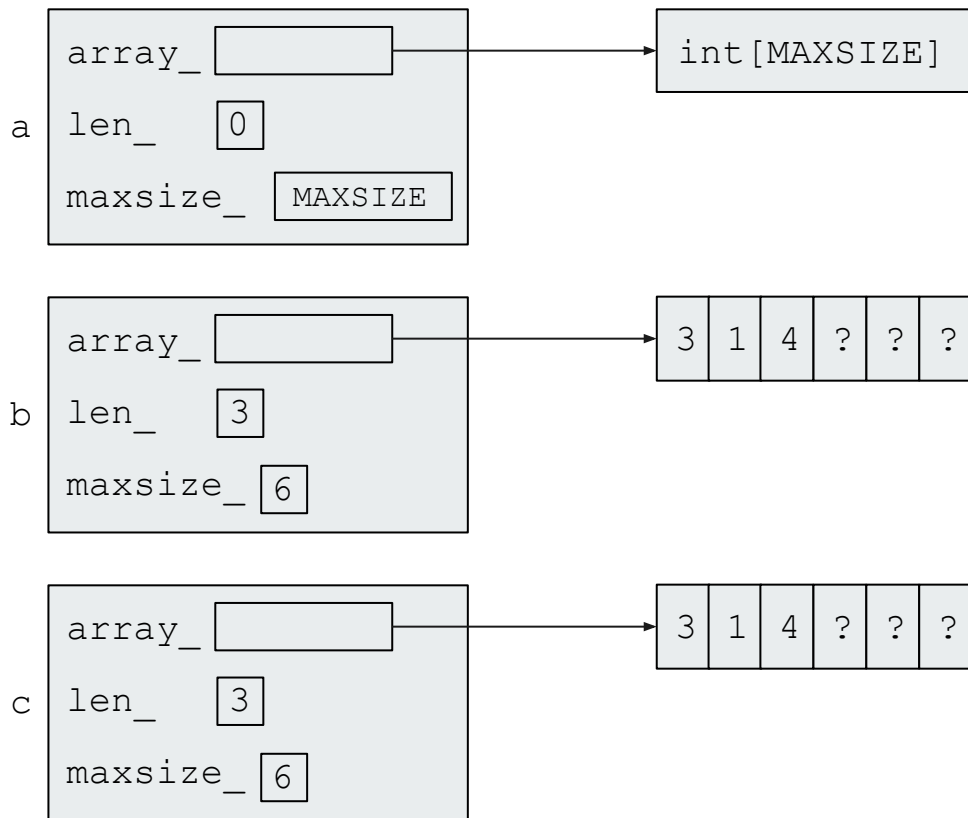 array_
int[MAXSIZE]
a
len_ 0
maxsize_ MAXSIZE
array_
3 1 4 ? ? ?
b
len_ 3
maxsize_ 6
array_
3 1 4 ? ? ?
c
len_ 3
maxsize_ 6